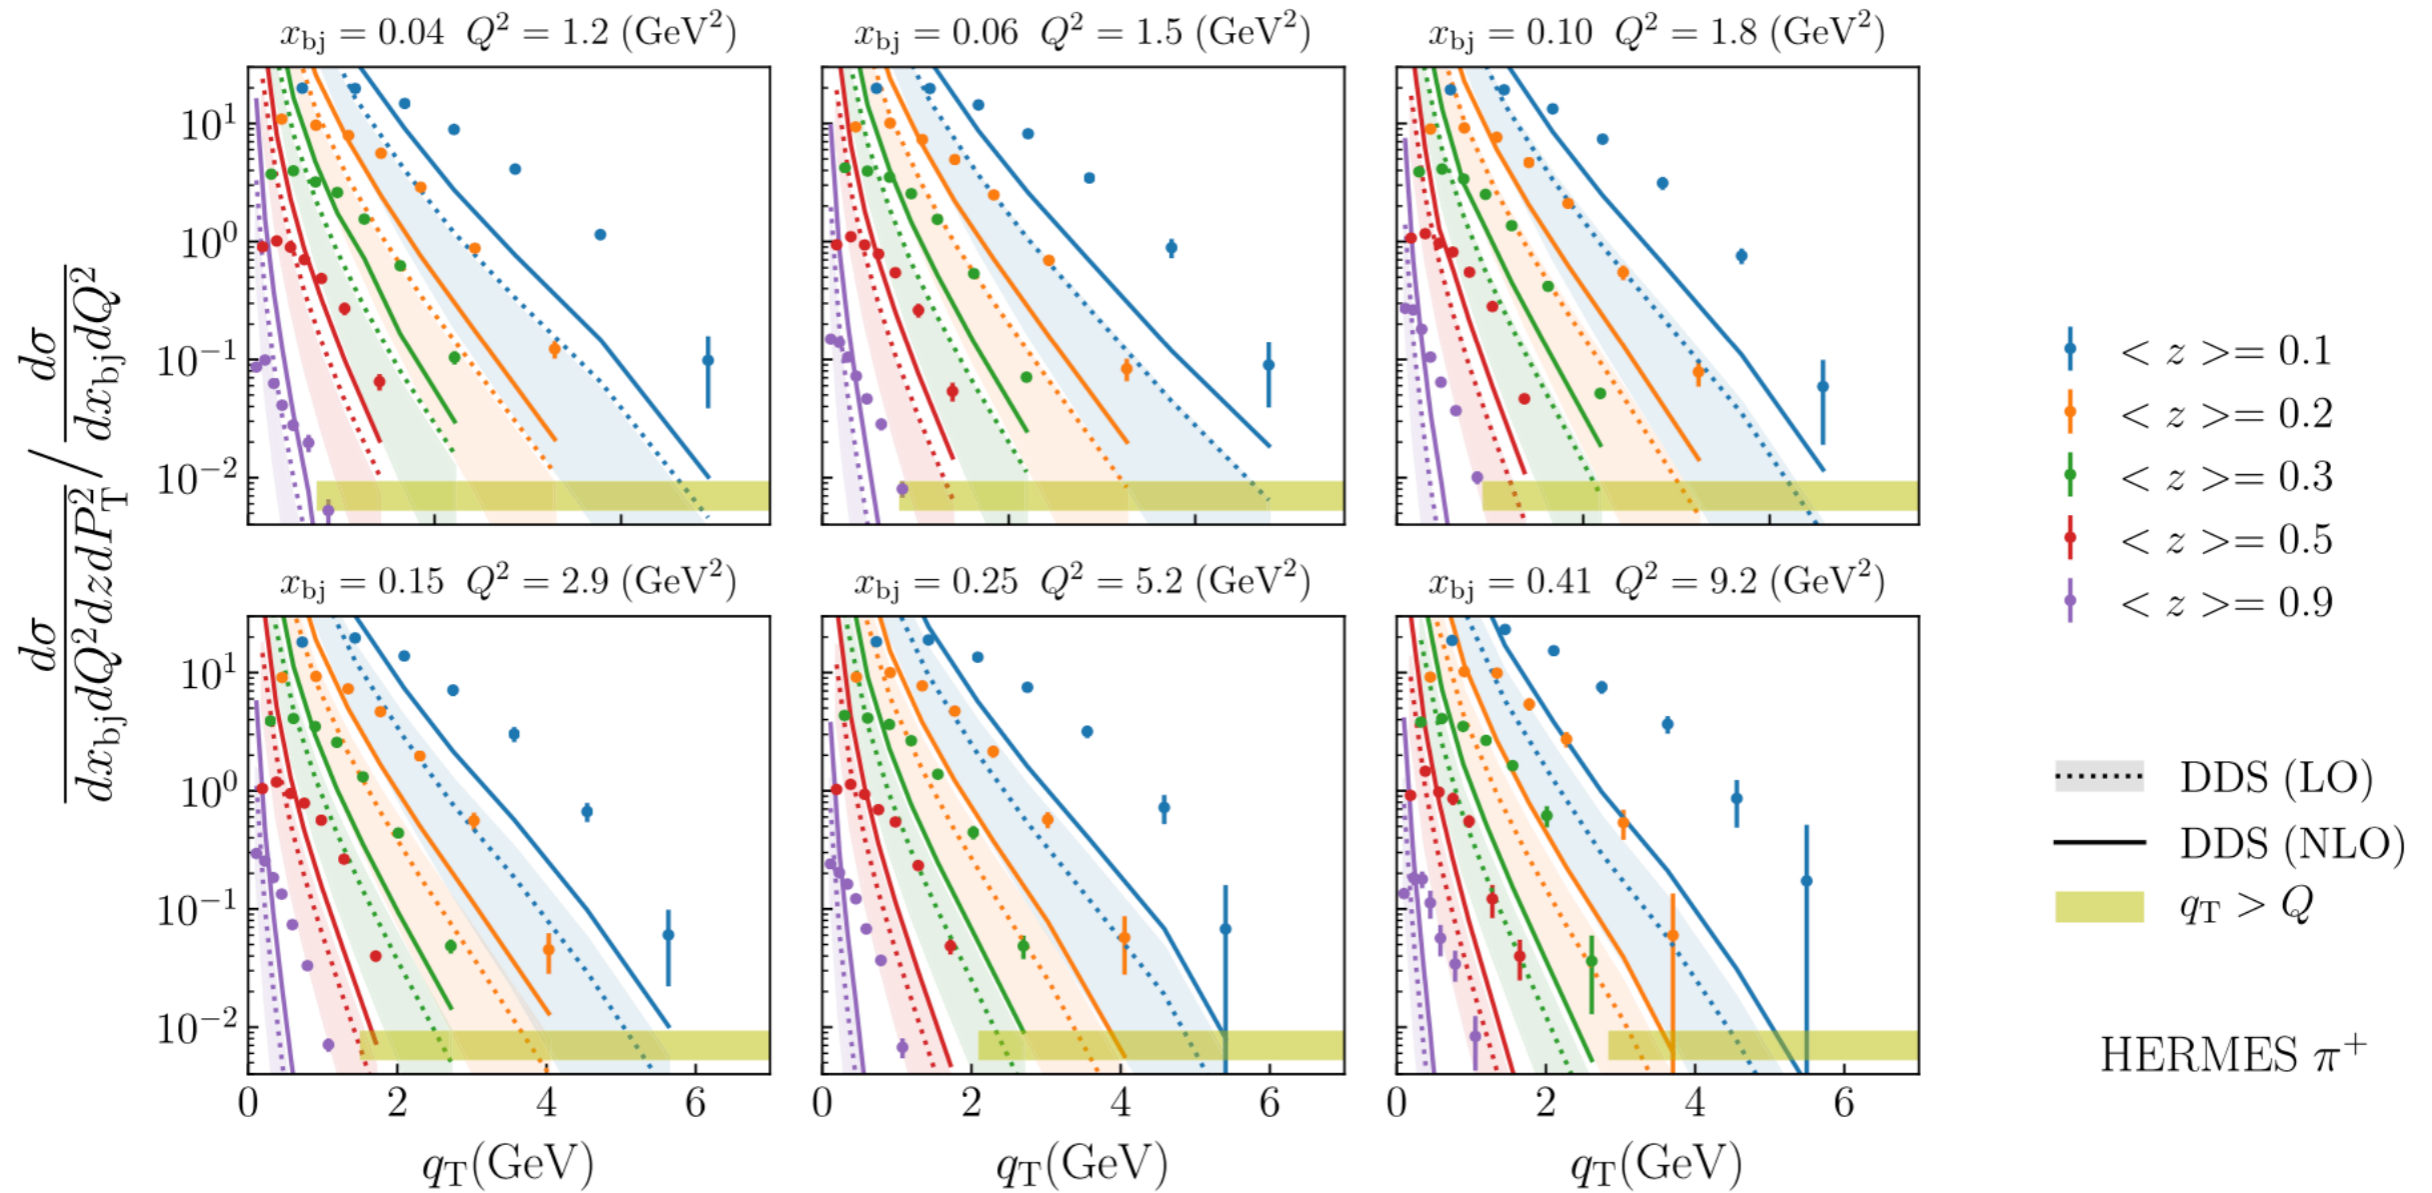 x_bj = 0.04 Q² = 1.2 (GeV²)
x_bj = 0.06 Q² = 1.5 (GeV²)
x_bj = 0.10 Q² = 1.8 (GeV²)
10¹
10⁰
10⁻¹
10⁻²
x_bj = 0.15 Q² = 2.9 (GeV²)
x_bj = 0.25 Q² = 5.2 (GeV²)
x_bj = 0.41 Q² = 9.2 (GeV²)
10¹
10⁰
10⁻¹
10⁻²
0 2 4 6
0 2 4 6
0 2 4 6
q_T(GeV)
q_T(GeV)
q_T(GeV)
dσ / dx_bj dQ² dz dP_T² / dσ / dx_bj dQ²
< z >= 0.1
< z >= 0.2
< z >= 0.3
< z >= 0.5
< z >= 0.9
DDS (LO)
DDS (NLO)
q_T > Q
HERMES π⁺